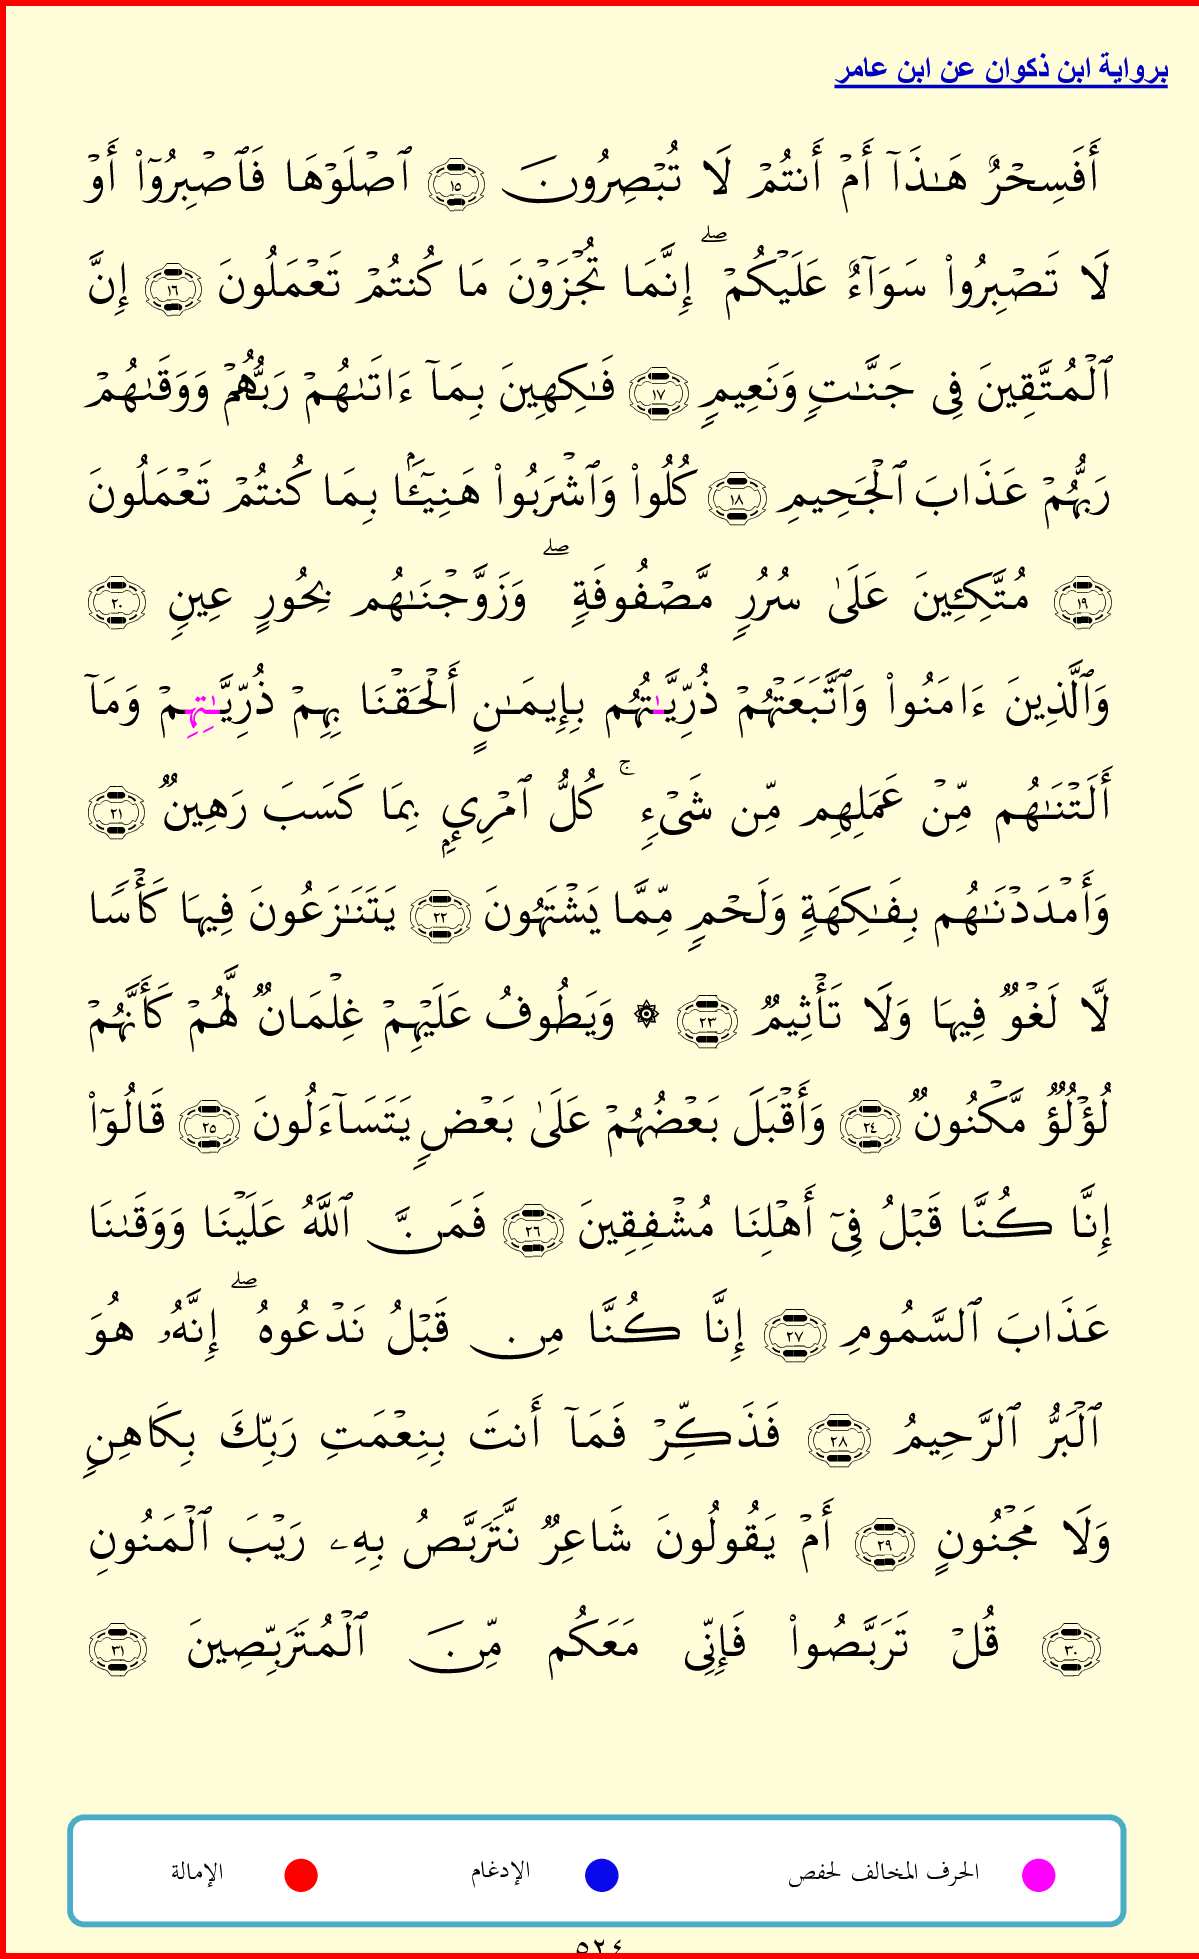 برواية ابن ذكوان عن ابن عامر
أَفَسِحْرٌ هَـٰذَآ أَمْ أَنتُمْ لَا تُبْصِرُونَ ١٥ ٱصْلَوْهَا فَٱصْبِرُوٓا۟ أَوْ
لَا تَصْبِرُوا۟ سَوَآءٌ عَلَيْكُمْ ۖ إِنَّمَا تُجْزَوْنَ مَا كُنتُمْ تَعْمَلُونَ ١٦ إِنَّ
ٱلْمُتَّقِينَ فِى جَنَّـٰتٍ وَنَعِيمٍ ١٧ فَـٰكِهِينَ بِمَآ ءَاتَىٰهُمْ رَبُّهُمْ وَوَقَىٰهُمْ
رَبُّهُمْ عَذَابَ ٱلْجَحِيمِ ١٨ كُلُوا۟ وَٱشْرَبُوا۟ هَنِيٓـًٔۢا بِمَا كُنتُمْ تَعْمَلُونَ
١٩ مُتَّكِـِٔينَ عَلَىٰ سُرُرٍ مَّصْفُوفَةٍ ۖ وَزَوَّجْنَـٰهُم بِحُورٍ عِينٍ ٢٠
وَٱلَّذِينَ ءَامَنُوا۟ وَٱتَّبَعَتْهُمْ ذُرِّيَّـٰتُهُم بِإِيمَـٰنٍ أَلْحَقْنَا بِهِمْ ذُرِّيَّـٰتِهِمْ وَمَآ
أَلَتْنَـٰهُم مِّنْ عَمَلِهِم مِّن شَىْءٍ ۚ كُلُّ ٱمْرِئٍۭ بِمَا كَسَبَ رَهِينٌ ٢١
وَأَمْدَدْنَـٰهُم بِفَـٰكِهَةٍ وَلَحْمٍ مِّمَّا يَشْتَهُونَ ٢٢ يَتَنَـٰزَعُونَ فِيهَا كَأْسًا
لَّا لَغْوٌ فِيهَا وَلَا تَأْثِيمٌ ٢٣ ۞ وَيَطُوفُ عَلَيْهِمْ غِلْمَانٌ لَّهُمْ كَأَنَّهُمْ
لُؤْلُؤٌ مَّكْنُونٌ ٢٤ وَأَقْبَلَ بَعْضُهُمْ عَلَىٰ بَعْضٍ يَتَسَآءَلُونَ ٢٥ قَالُوٓا۟
إِنَّا كُنَّا قَبْلُ فِىٓ أَهْلِنَا مُشْفِقِينَ ٢٦ فَمَنَّ ٱللَّهُ عَلَيْنَا وَوَقَىٰنَا
عَذَابَ ٱلسَّمُومِ ٢٧ إِنَّا كُنَّا مِن قَبْلُ نَدْعُوهُ ۖ إِنَّهُۥ هُوَ
ٱلْبَرُّ ٱلرَّحِيمُ ٢٨ فَذَكِّرْ فَمَآ أَنتَ بِنِعْمَتِ رَبِّكَ بِكَاهِنٍ
وَلَا مَجْنُونٍ ٢٩ أَمْ يَقُولُونَ شَاعِرٌ نَّتَرَبَّصُ بِهِۦ رَيْبَ ٱلْمَنُونِ
٣٠ قُلْ تَرَبَّصُوا۟ فَإِنِّى مَعَكُم مِّنَ ٱلْمُتَرَبِّصِينَ ٣١
الحرف المخالف لحفص الإدغام الإمالة
٥٢٤